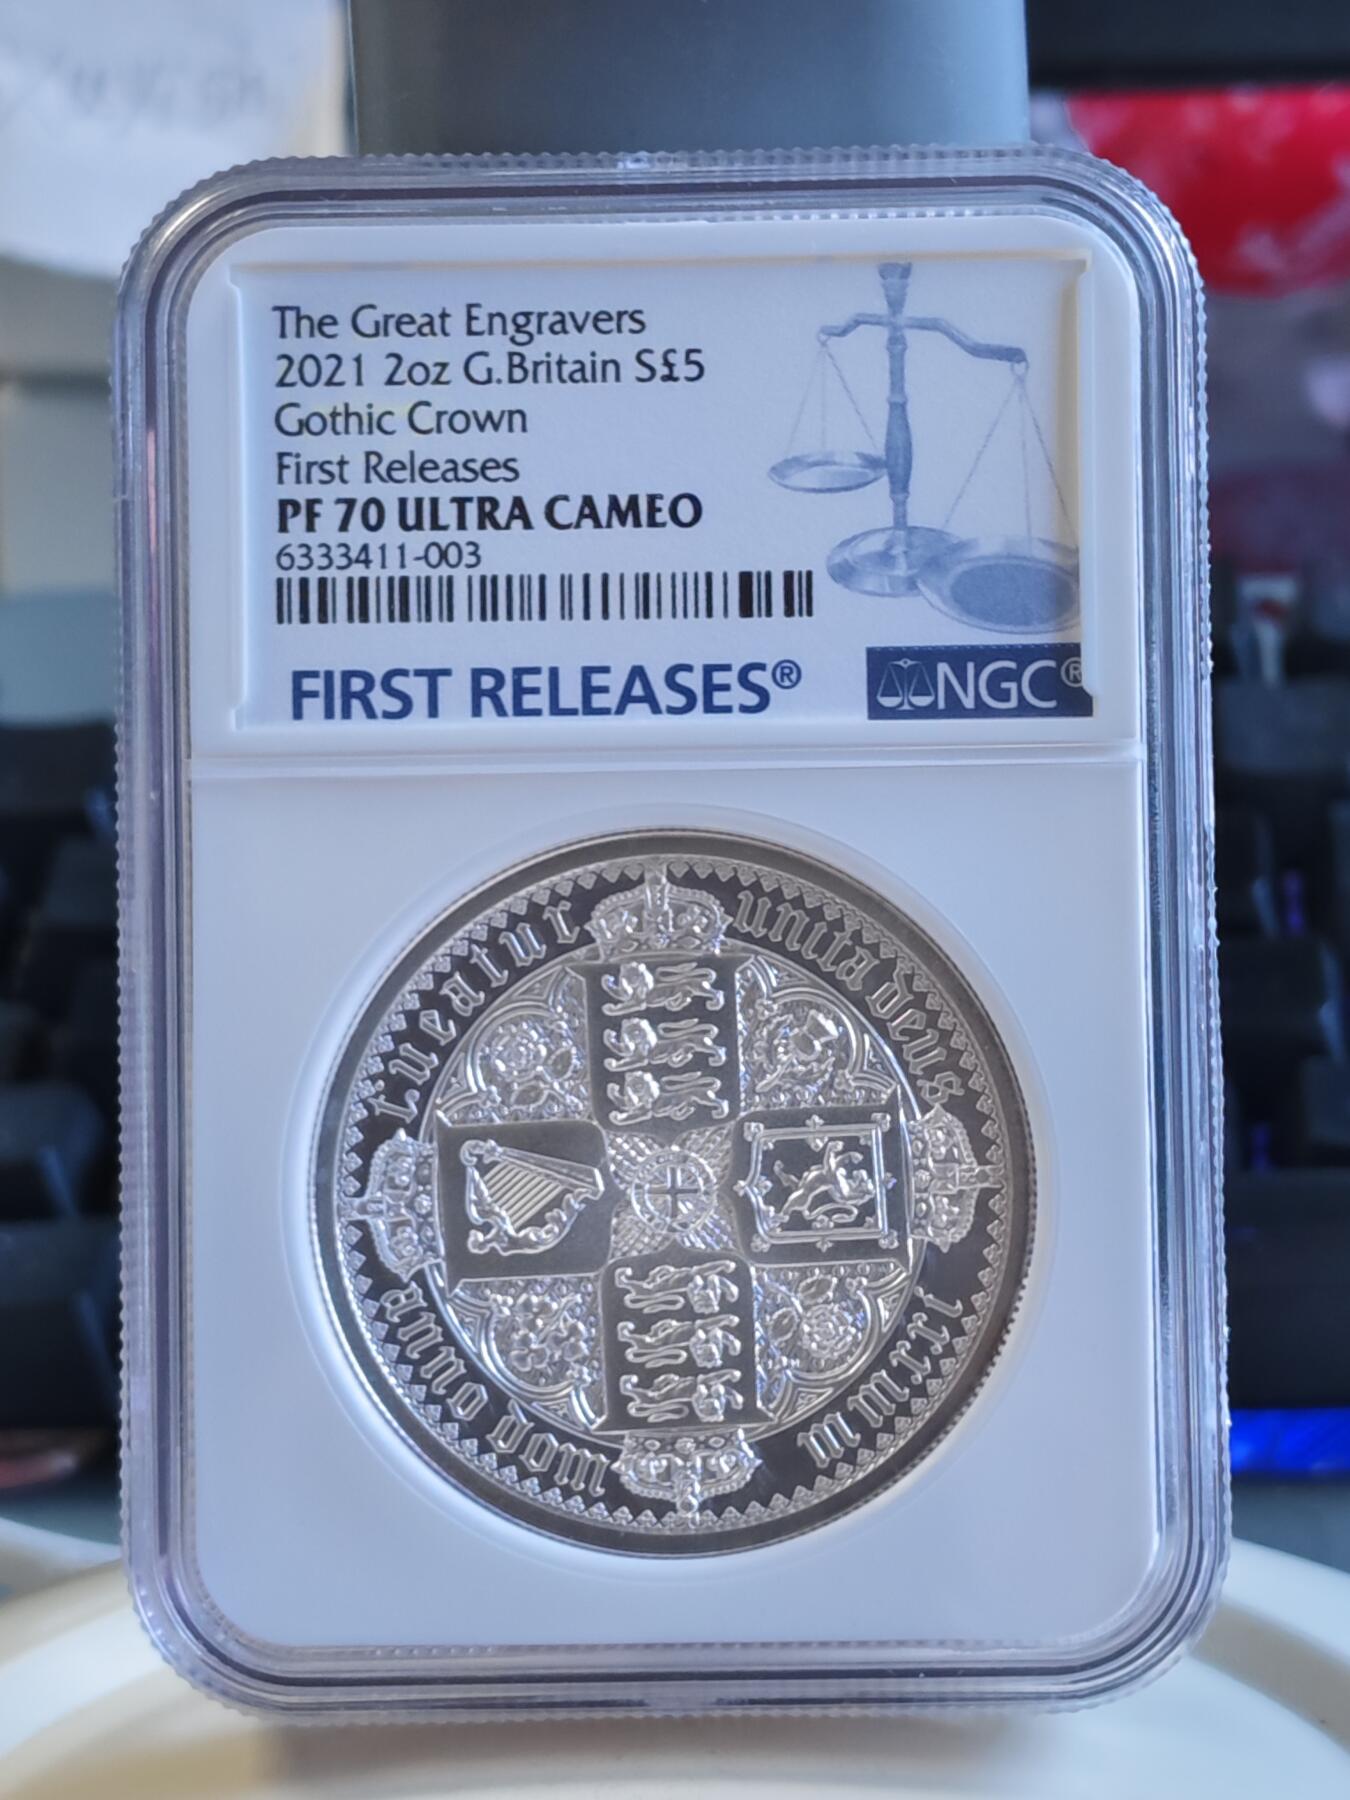 The Great Engravers
2021 2oz G.Britain S£5
Gothic Crown
First Releases
PF 70 ULTRA CAMEO
6333411-003
FIRST RELEASES®
NGC®
tueatur unita deus
anno dom mmxxi